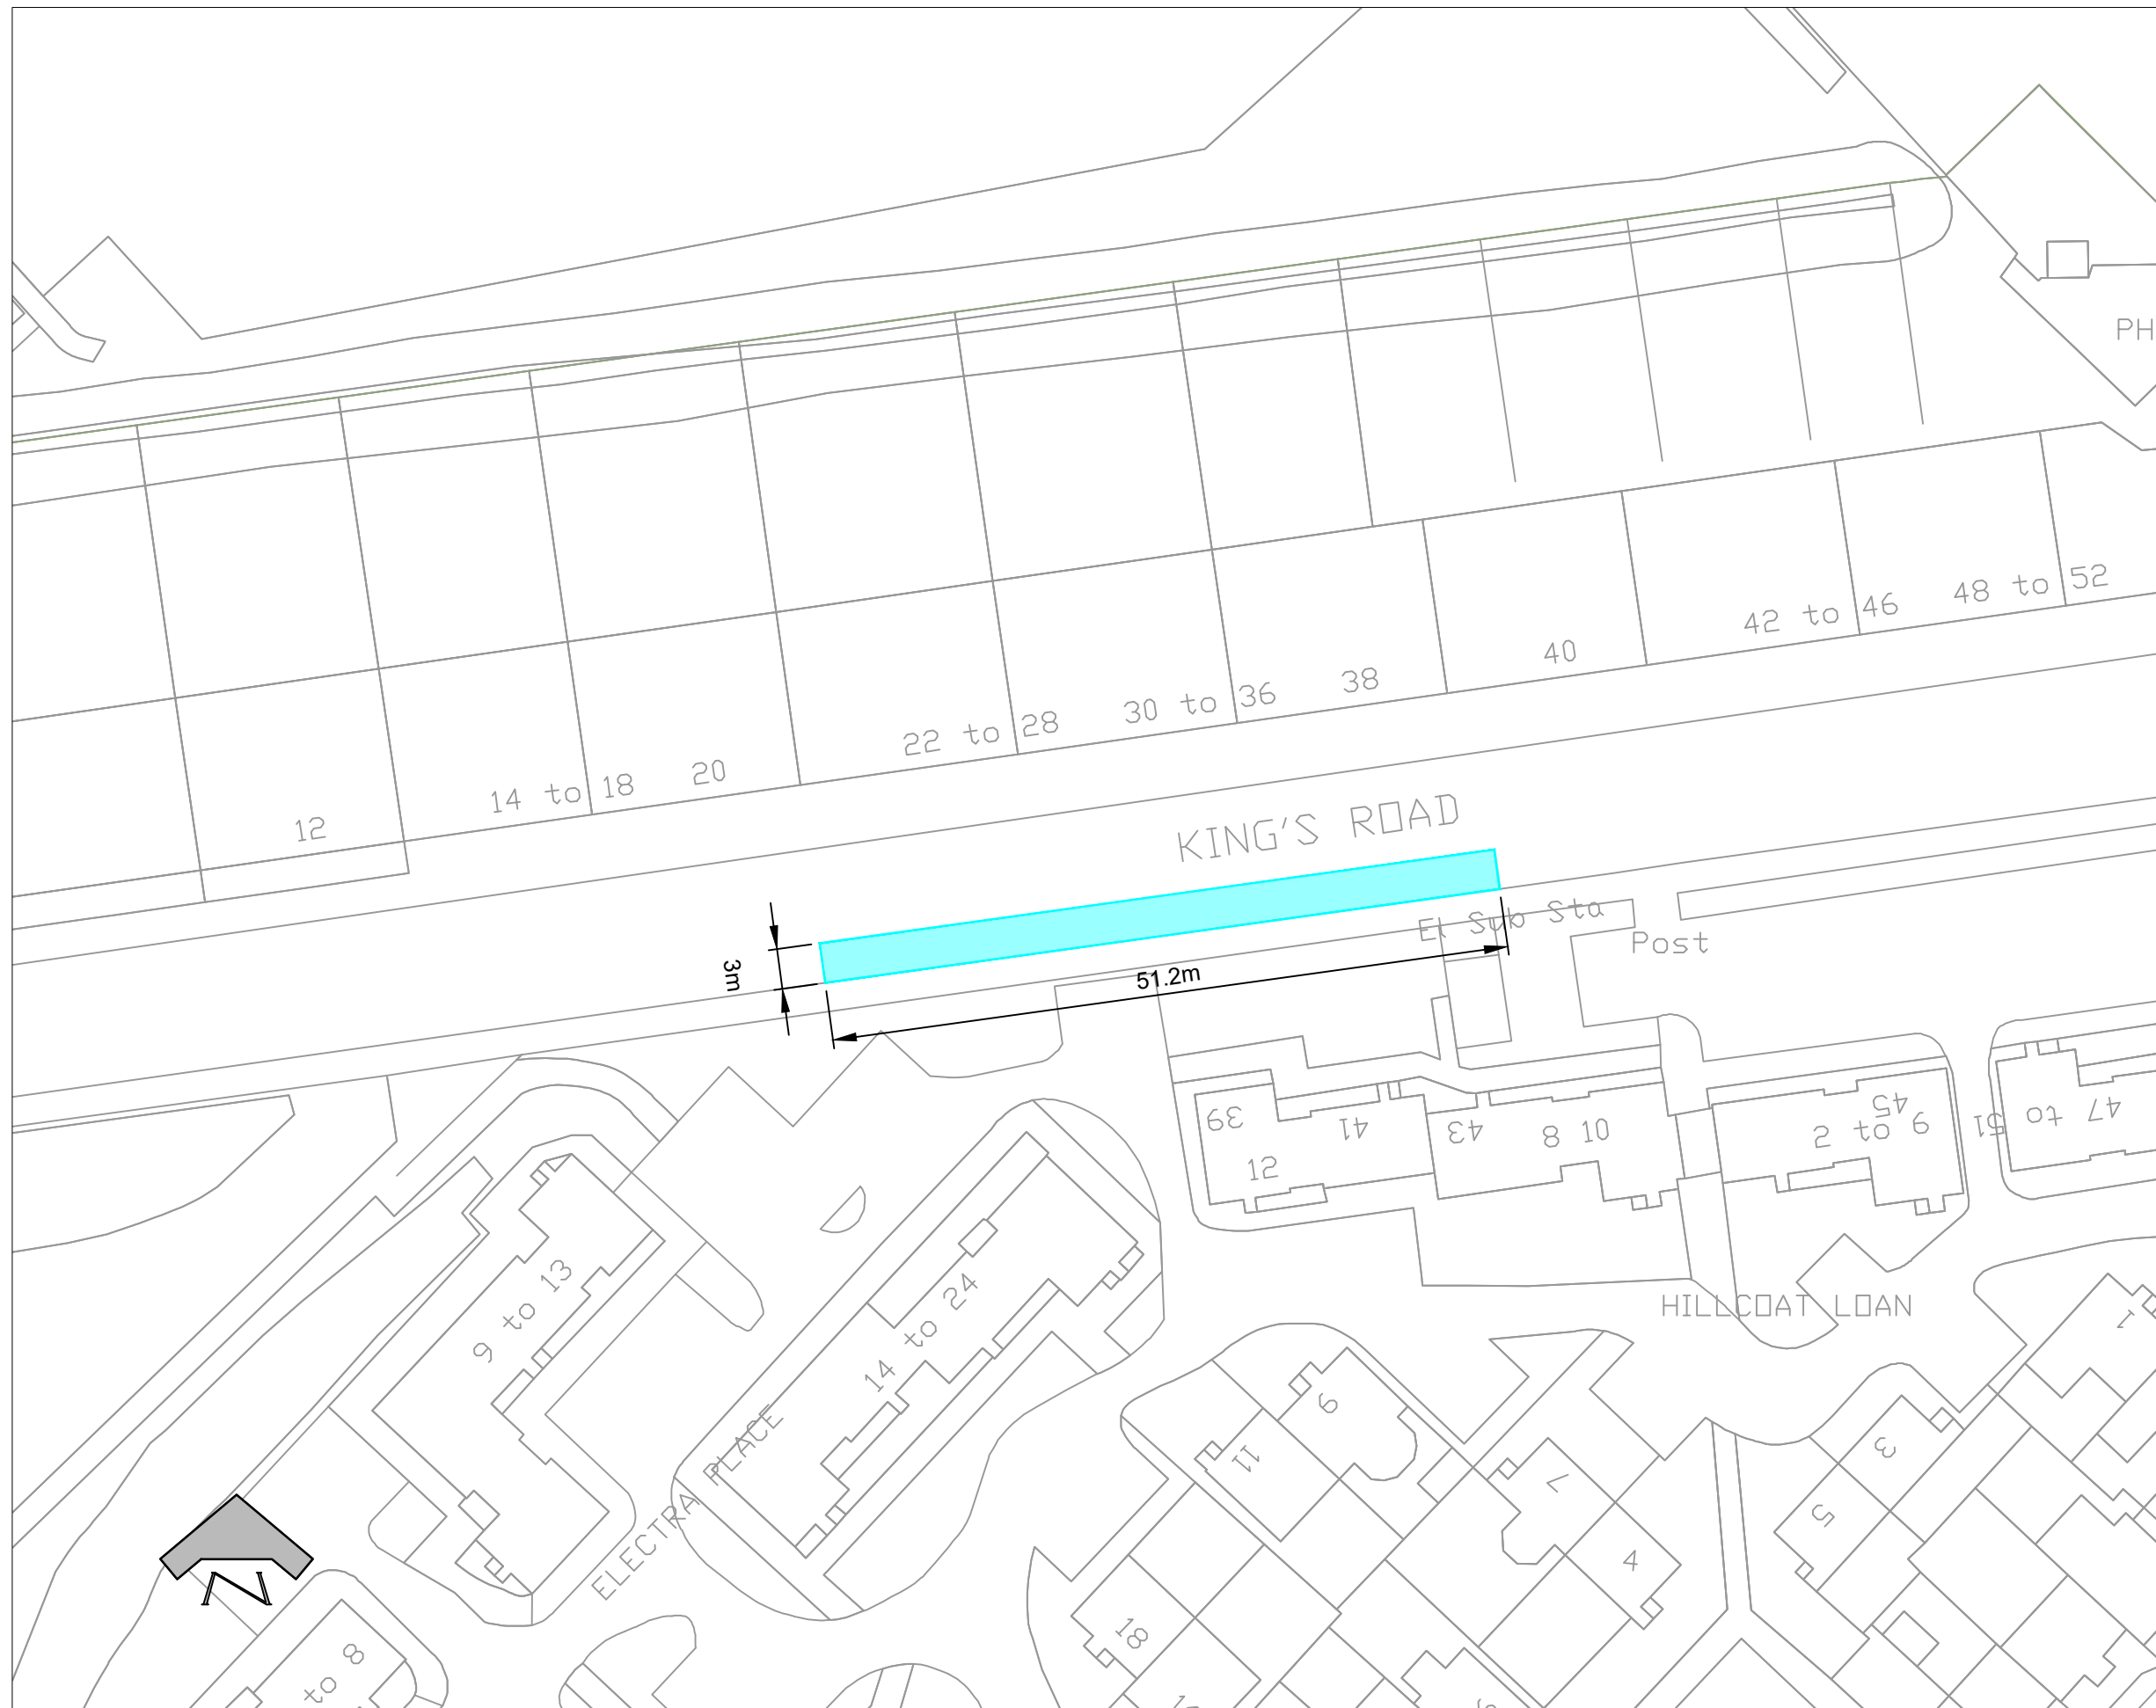 PH
48 to 52
42 to 46
40
38
30 to 36
22 to 28
20
14 to 18
12
KING'S ROAD
El Sub Sta
Post
3m
51.2m
39
41
43
8 10
12
45
2 to 6
51 to 47
9 to 13
14 to 24
HILLCOAT LOAN
ELECTRA PLACE
1
9
11
7
4
3
5
18
to 8
N